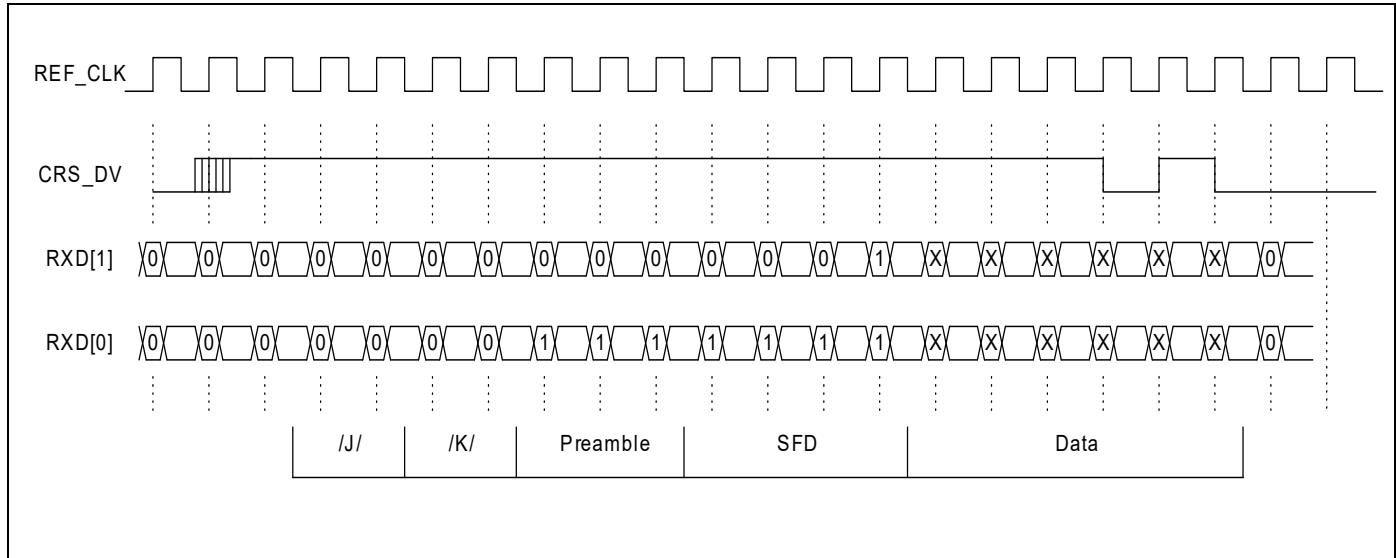 REF_CLK
CRS_DV
RXD[1] 0 0 0 0 0 0 0 0 0 0 0 0 0 1 X X X X X X 0
RXD[0] 0 0 0 0 0 0 0 1 1 1 1 1 1 1 X X X X X X 0
/J/ /K/ Preamble SFD Data